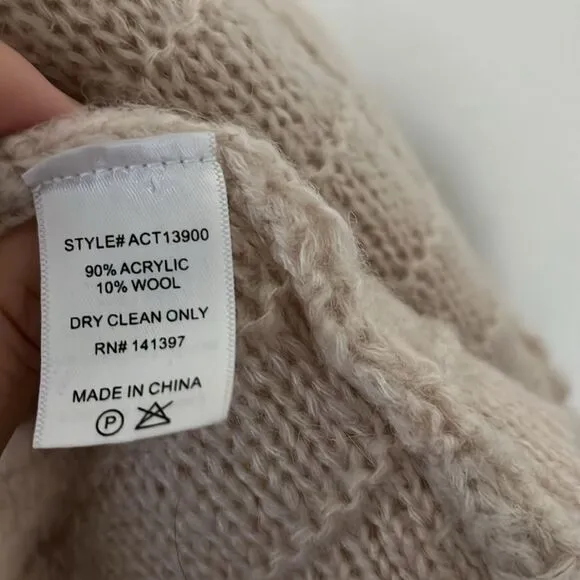 STYLE# ACT13900
90% ACRYLIC
10% WOOL
DRY CLEAN ONLY
RN# 141397
MADE IN CHINA
P